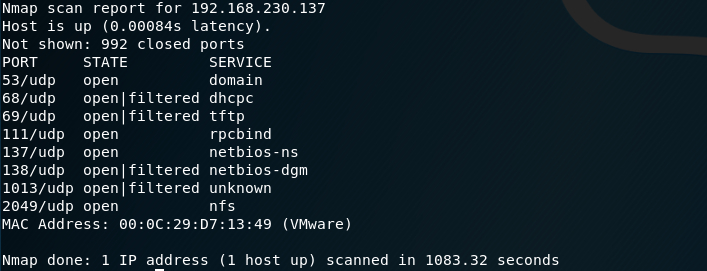 Nmap scan report for 192.168.230.137
Host is up (0.00084s latency).
Not shown: 992 closed ports
PORT     STATE         SERVICE
53/udp   open          domain
68/udp   open|filtered dhcpc
69/udp   open|filtered tftp
111/udp  open          rpcbind
137/udp  open          netbios-ns
138/udp  open|filtered netbios-dgm
1013/udp open|filtered unknown
2049/udp open          nfs
MAC Address: 00:0C:29:D7:13:49 (VMware)
Nmap done: 1 IP address (1 host up) scanned in 1083.32 seconds